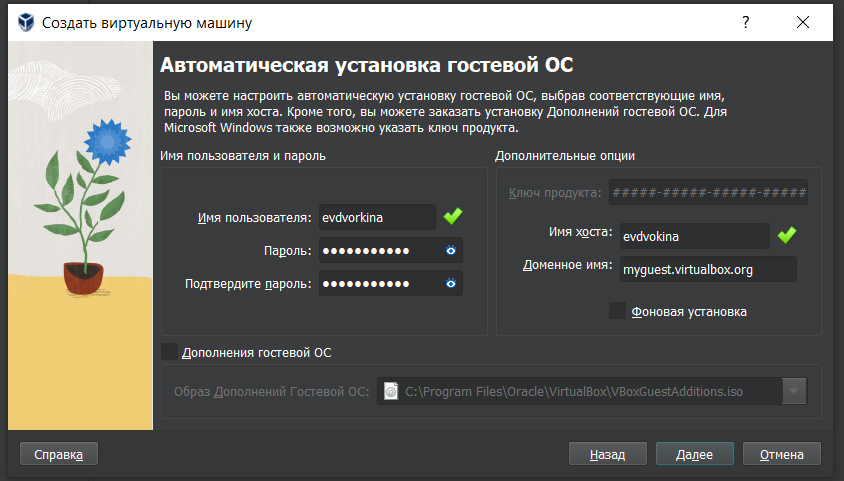 Создать виртуальную машину
?
Автоматическая установка гостевой ОС
Вы можете настроить автоматическую установку гостевой ОС, выбрав соответствующие имя,
пароль и имя хоста. Кроме того, вы можете заказать установку Дополнений гостевой ОС. Для
Microsoft Windows также возможно указать ключ продукта.
Имя пользователя и пароль
Имя пользователя: evdvorkina
Пароль: ●●●●●●●●●●●
Подтвердите пароль: ●●●●●●●●●●●
Дополнительные опции
Ключ продукта: #####-#####-#####-#####
Имя хоста: evdvokina
Доменное имя: myguest.virtualbox.org
Фоновая установка
Дополнения гостевой ОС
Образ Дополнений Гостевой ОС: C:\Program Files\Oracle\VirtualBox\VBoxGuestAdditions.iso
Справка
Назад
Далее
Отмена